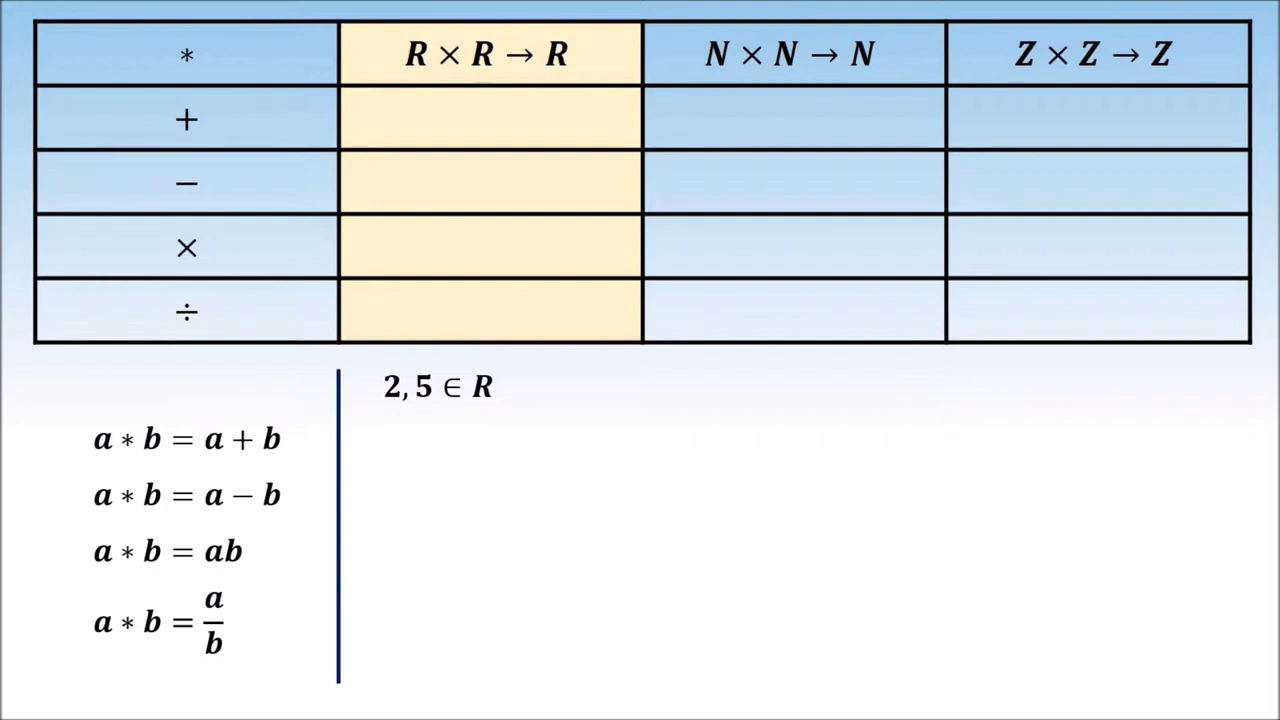 * R × R → R N × N → N Z × Z → Z
+
−
×
÷
2, 5 ∈ R
a * b = a + b
a * b = a − b
a * b = ab
a * b = a/b